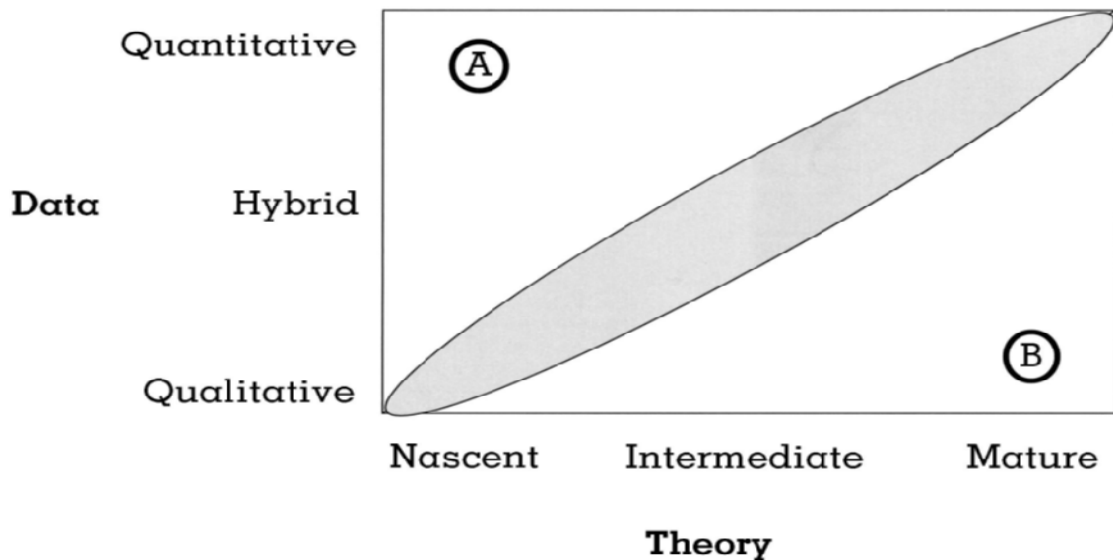 Quantitative
A
Data
Hybrid
B
Qualitative
Nascent
Intermediate
Mature
Theory